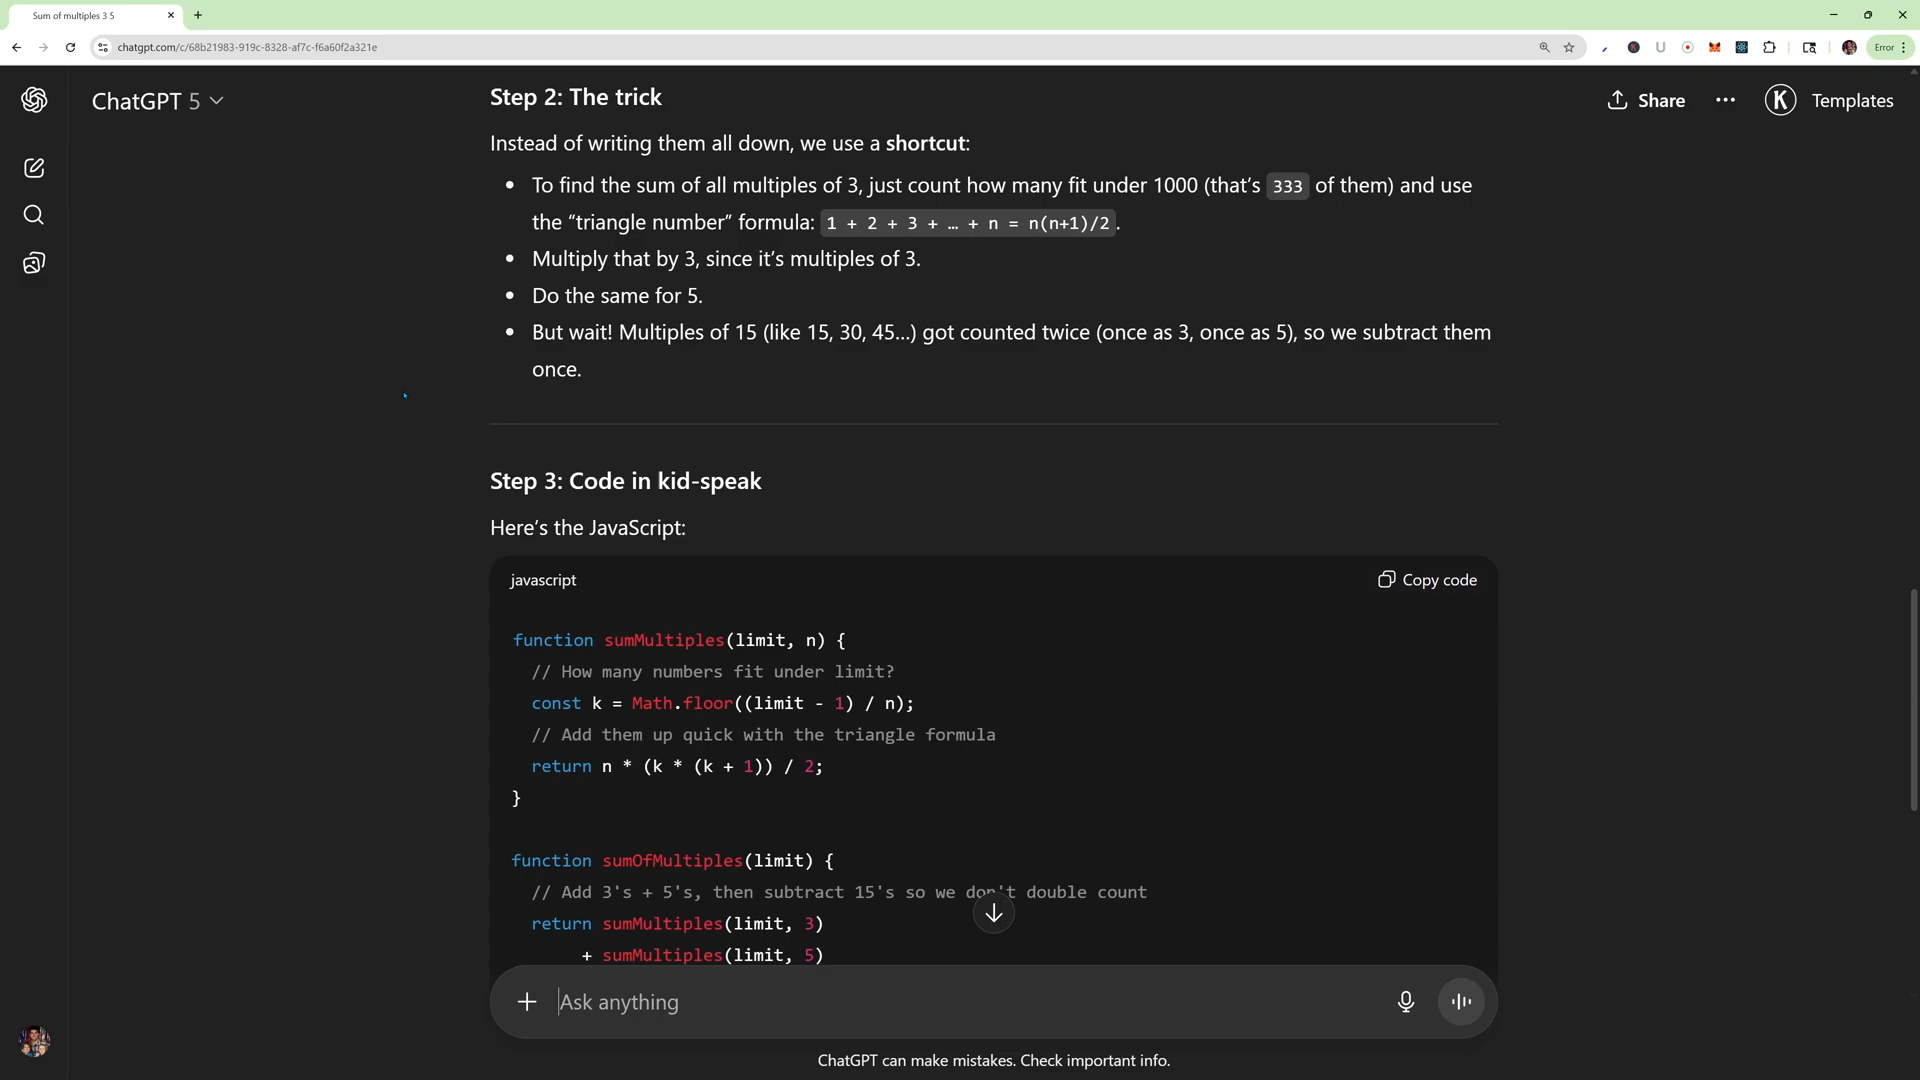 Sum of multiples 3 5
chatgpt.com/c/68b21983-919c-8328-af7c-f6a60f2a321e
Error
ChatGPT 5
Share
K
Templates
Step 2: The trick
Instead of writing them all down, we use a shortcut:
• To find the sum of all multiples of 3, just count how many fit under 1000 (that’s 333 of them) and use
the “triangle number” formula: 1 + 2 + 3 + … + n = n(n+1)/2.
• Multiply that by 3, since it’s multiples of 3.
• Do the same for 5.
• But wait! Multiples of 15 (like 15, 30, 45…) got counted twice (once as 3, once as 5), so we subtract them
once.
Step 3: Code in kid-speak
Here’s the JavaScript:
javascript
Copy code
function sumMultiples(limit, n) {
// How many numbers fit under limit?
const k = Math.floor((limit - 1) / n);
// Add them up quick with the triangle formula
return n * (k * (k + 1)) / 2;
}
function sumOfMultiples(limit) {
// Add 3's + 5's, then subtract 15's so we don't double count
return sumMultiples(limit, 3)
+ sumMultiples(limit, 5)
Ask anything
ChatGPT can make mistakes. Check important info.